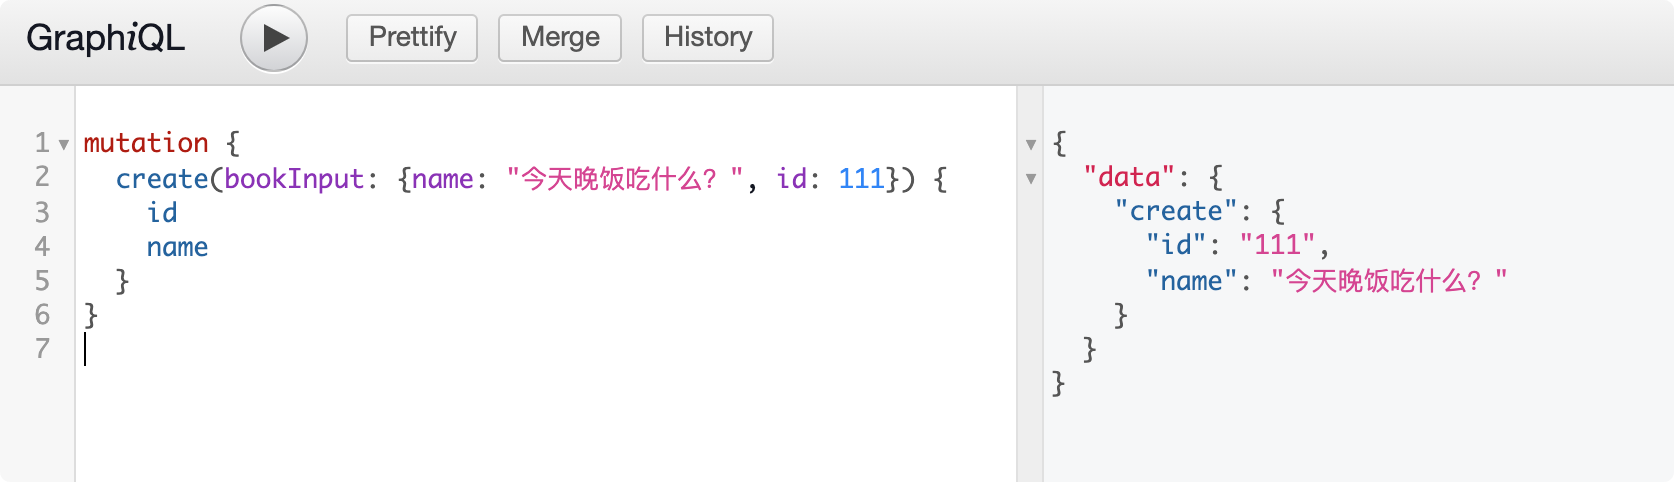 GraphiQL Prettify Merge History
1 mutation {
2   create(bookInput: {name: "今天晚饭吃什么？", id: 111}) {
3     id
4     name
5   }
6 }
7
{
  "data": {
    "create": {
      "id": "111",
      "name": "今天晚饭吃什么？"
    }
  }
}